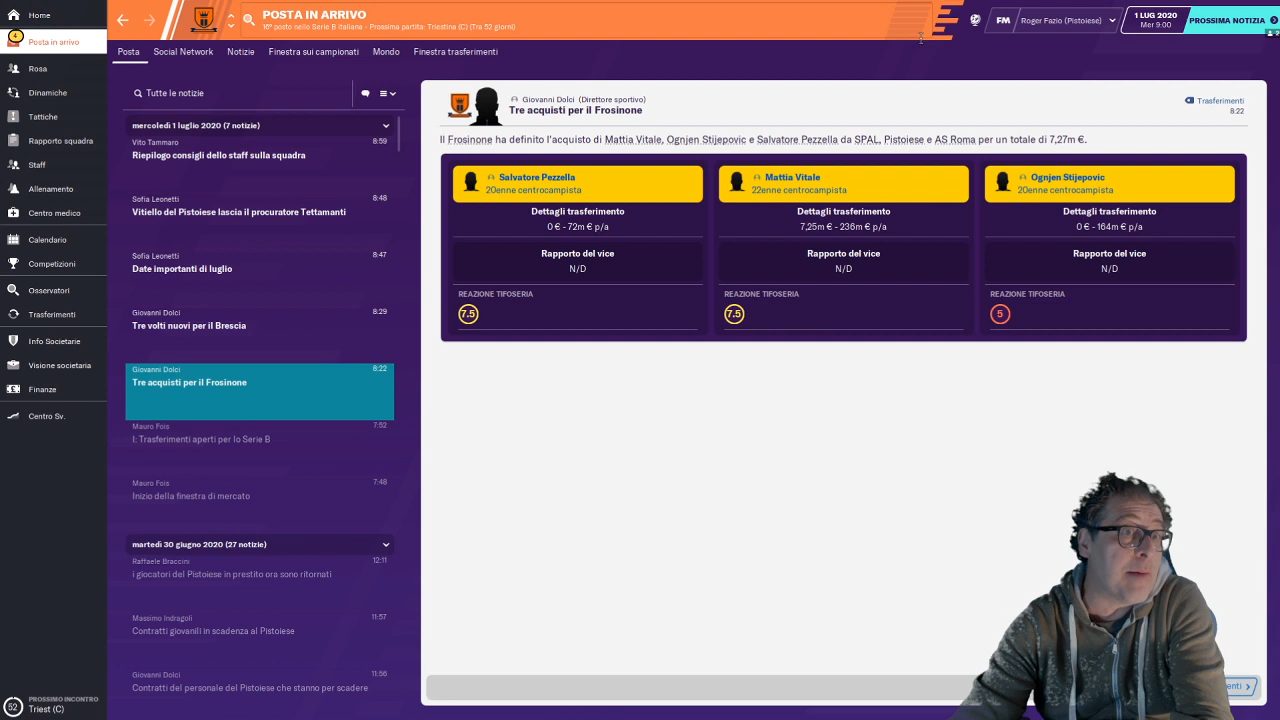 POSTA IN ARRIVO
16° posto nello Serie B Italiana - Prossima partita: Triestina (C) (Tra 52 giorni)
FM
Roger Fazio (Pistoiese)
1 LUG 2020
Mer 9:00
PROSSIMA NOTIZIA
4
Posta in arrivo
Rosa
Dinamiche
Tattiche
Rapporto squadra
Staff
Allenamento
Centro medico
Calendario
Competizioni
Osservatori
Trasferimenti
Info Societarie
Visione societaria
Finanze
Centro Sv.
52
PROSSIMO INCONTRO
Triest (C)
Posta
Social Network
Notizie
Finestra sui campionati
Mondo
Finestra trasferimenti
Tutte le notizie
mercoledì 1 luglio 2020 (7 notizie)
Vito Tammaro 8:59
Riepilogo consigli dello staff sulla squadra
Sofia Leonetti 8:48
Vitiello del Pistoiese lascia il procuratore Tettamanti
Sofia Leonetti 8:47
Date importanti di luglio
Giovanni Dolci 8:29
Tre volti nuovi per il Brescia
Giovanni Dolci 8:22
Tre acquisti per il Frosinone
Mauro Fois 7:52
I: Trasferimenti aperti per lo Serie B
Mauro Fois 7:48
Inizio della finestra di mercato
martedì 30 giugno 2020 (27 notizie)
Raffaele Braccini 12:11
i giocatori del Pistoiese in prestito ora sono ritornati
Massimo Indragoli 11:57
Contratti giovanili in scadenza al Pistoiese
Giovanni Dolci 11:56
Contratti del personale del Pistoiese che stanno per scadere
Giovanni Dolci (Direttore sportivo)
Tre acquisti per il Frosinone
Trasferimenti
8:22
Il Frosinone ha definito l'acquisto di Mattia Vitale, Ognjen Stijepovic e Salvatore Pezzella da SPAL, Pistoiese e AS Roma per un totale di 7,27m €.
Salvatore Pezzella
20enne centrocampista
Dettagli trasferimento
0 € - 72m € p/a
Rapporto del vice
N/D
REAZIONE TIFOSERIA
7.5
Mattia Vitale
22enne centrocampista
Dettagli trasferimento
7,25m € - 236m € p/a
Rapporto del vice
N/D
REAZIONE TIFOSERIA
7.5
Ognjen Stijepovic
20enne centrocampista
Dettagli trasferimento
0 € - 164m € p/a
Rapporto del vice
N/D
REAZIONE TIFOSERIA
5